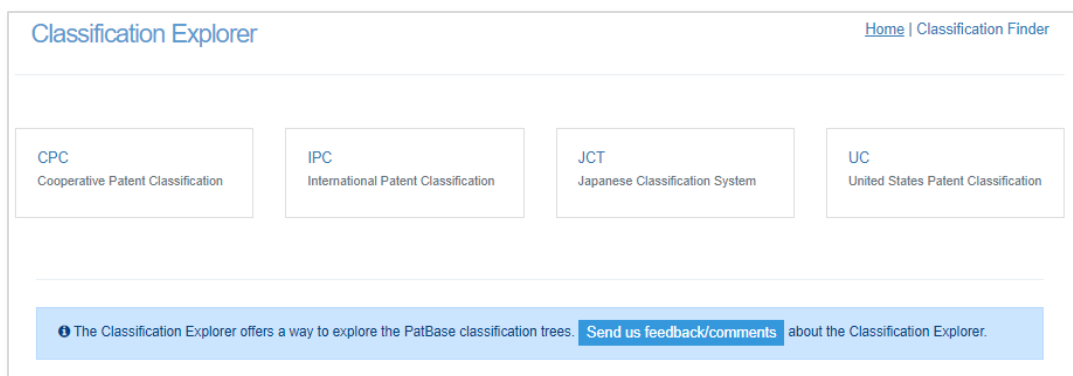 Classification Explorer
Home | Classification Finder
CPC
Cooperative Patent Classification
IPC
International Patent Classification
JCT
Japanese Classification System
UC
United States Patent Classification
The Classification Explorer offers a way to explore the PatBase classification trees. Send us feedback/comments about the Classification Explorer.